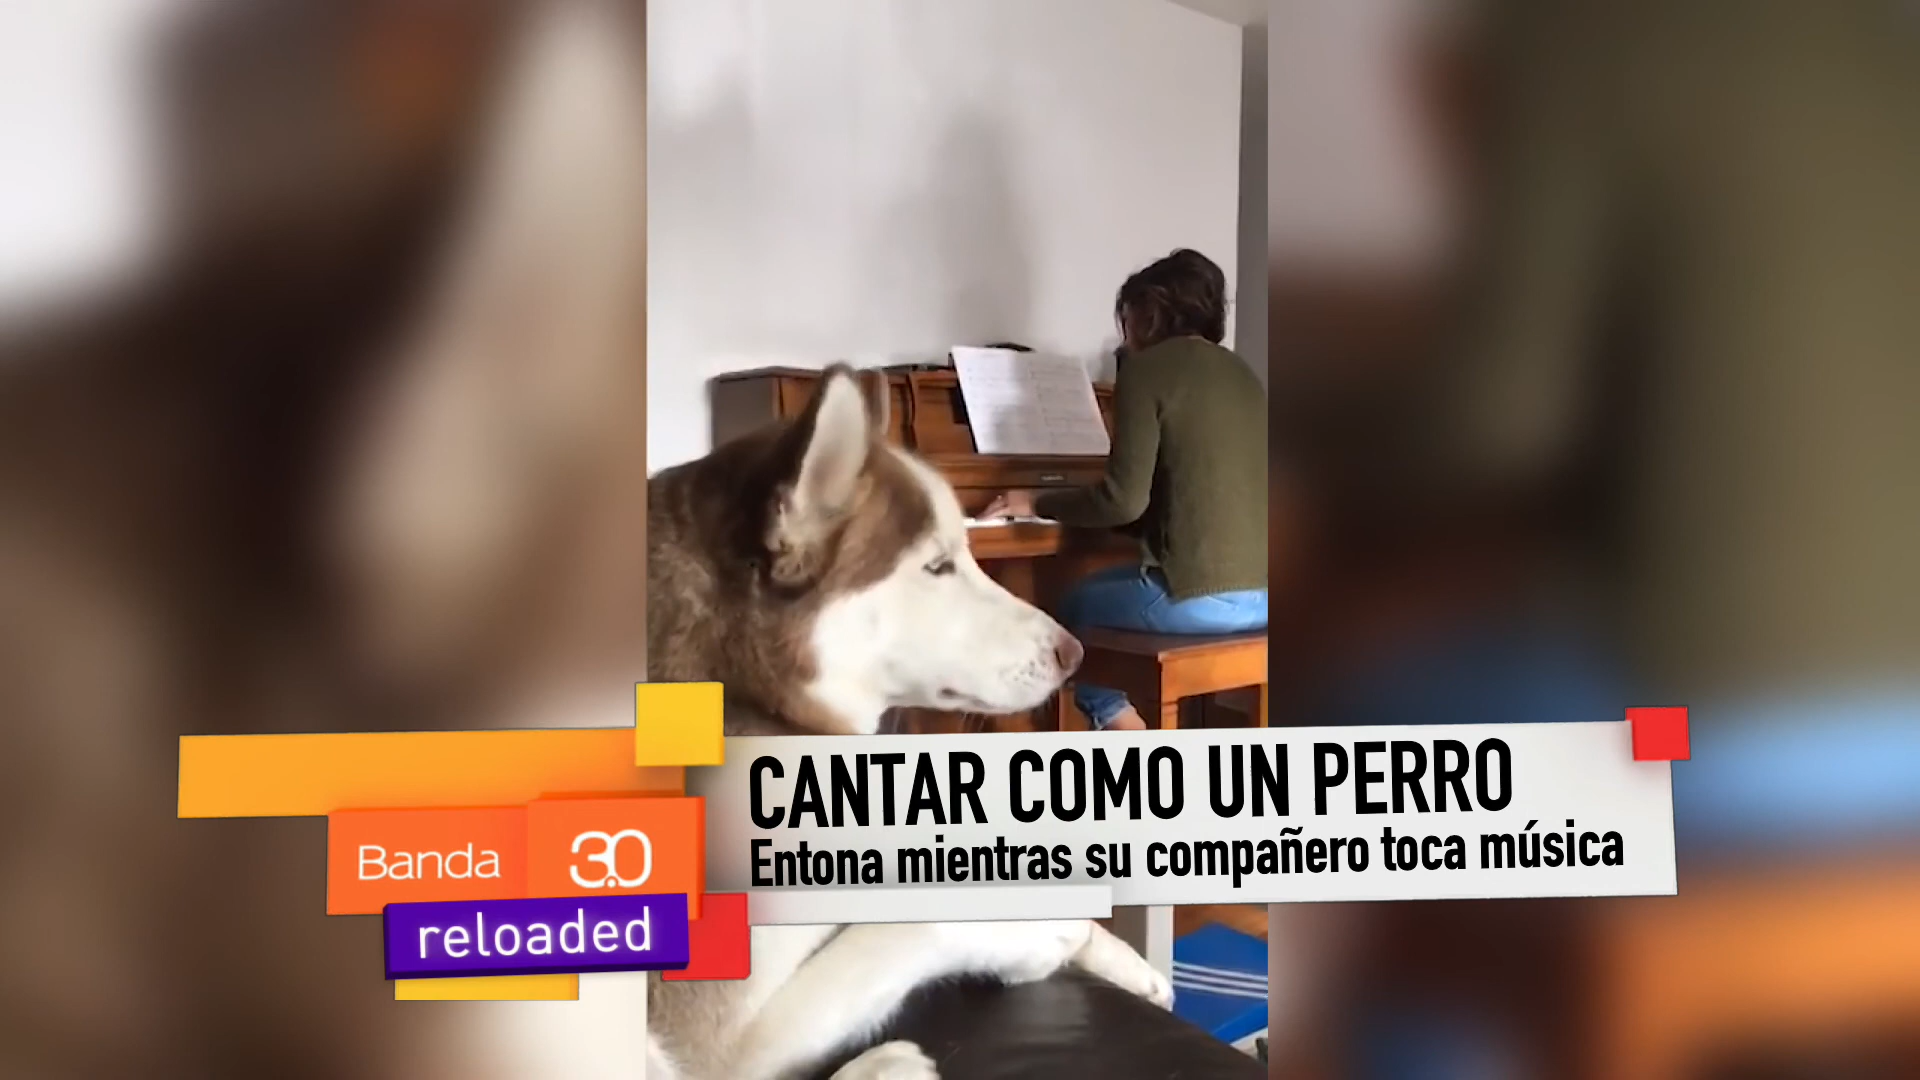 CANTAR COMO UN PERRO
Entona mientras su compañero toca música
Banda 3.0
reloaded